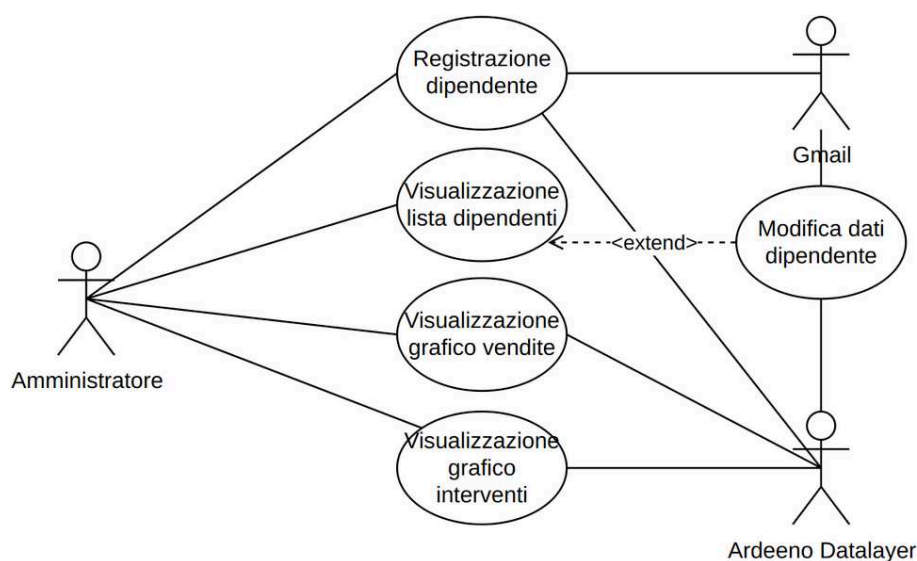 Registrazione
dipendente
Gmail
Visualizzazione
lista dipendenti
Modifica dati
dipendente
<extend>
Visualizzazione
grafico vendite
Amministratore
Visualizzazione
grafico
interventi
Ardeeno Datalayer